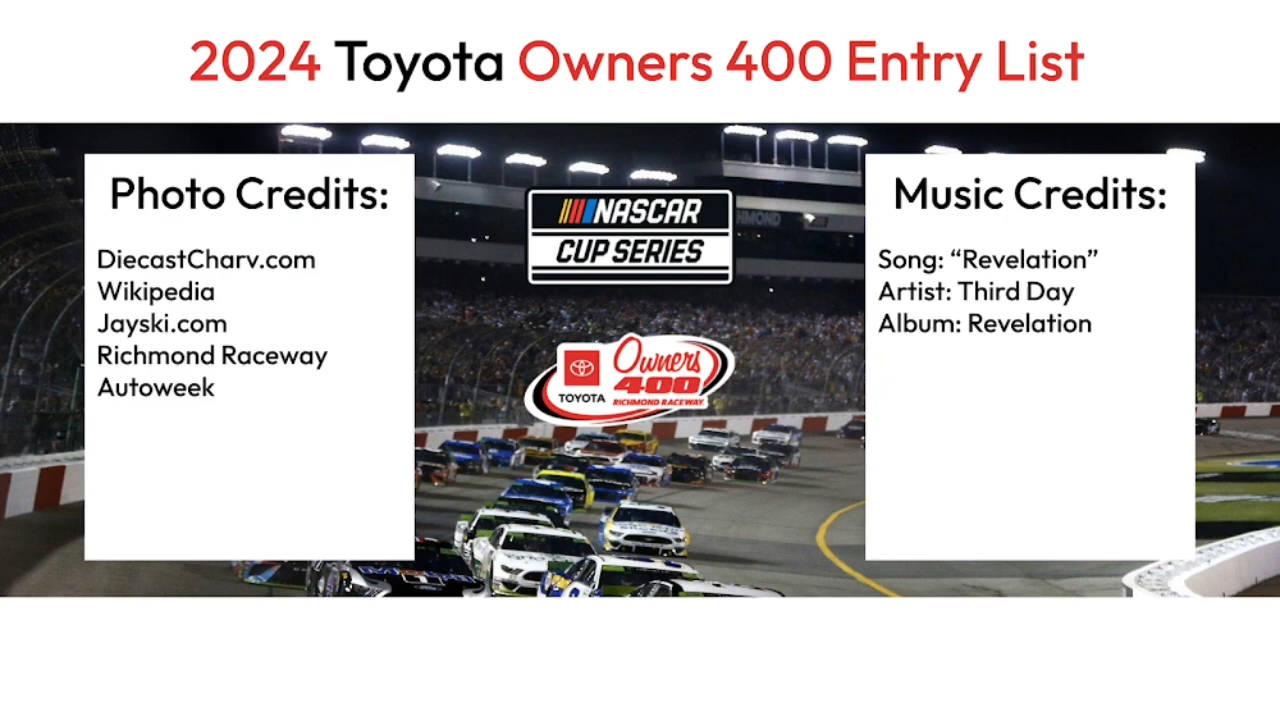 2024 Toyota Owners 400 Entry List
Photo Credits:
DiecastCharv.com
Wikipedia
Jayski.com
Richmond Raceway
Autoweek
NASCAR
CUP SERIES
Owners
400
TOYOTA
RICHMOND RACEWAY
Music Credits:
Song: “Revelation”
Artist: Third Day
Album: Revelation